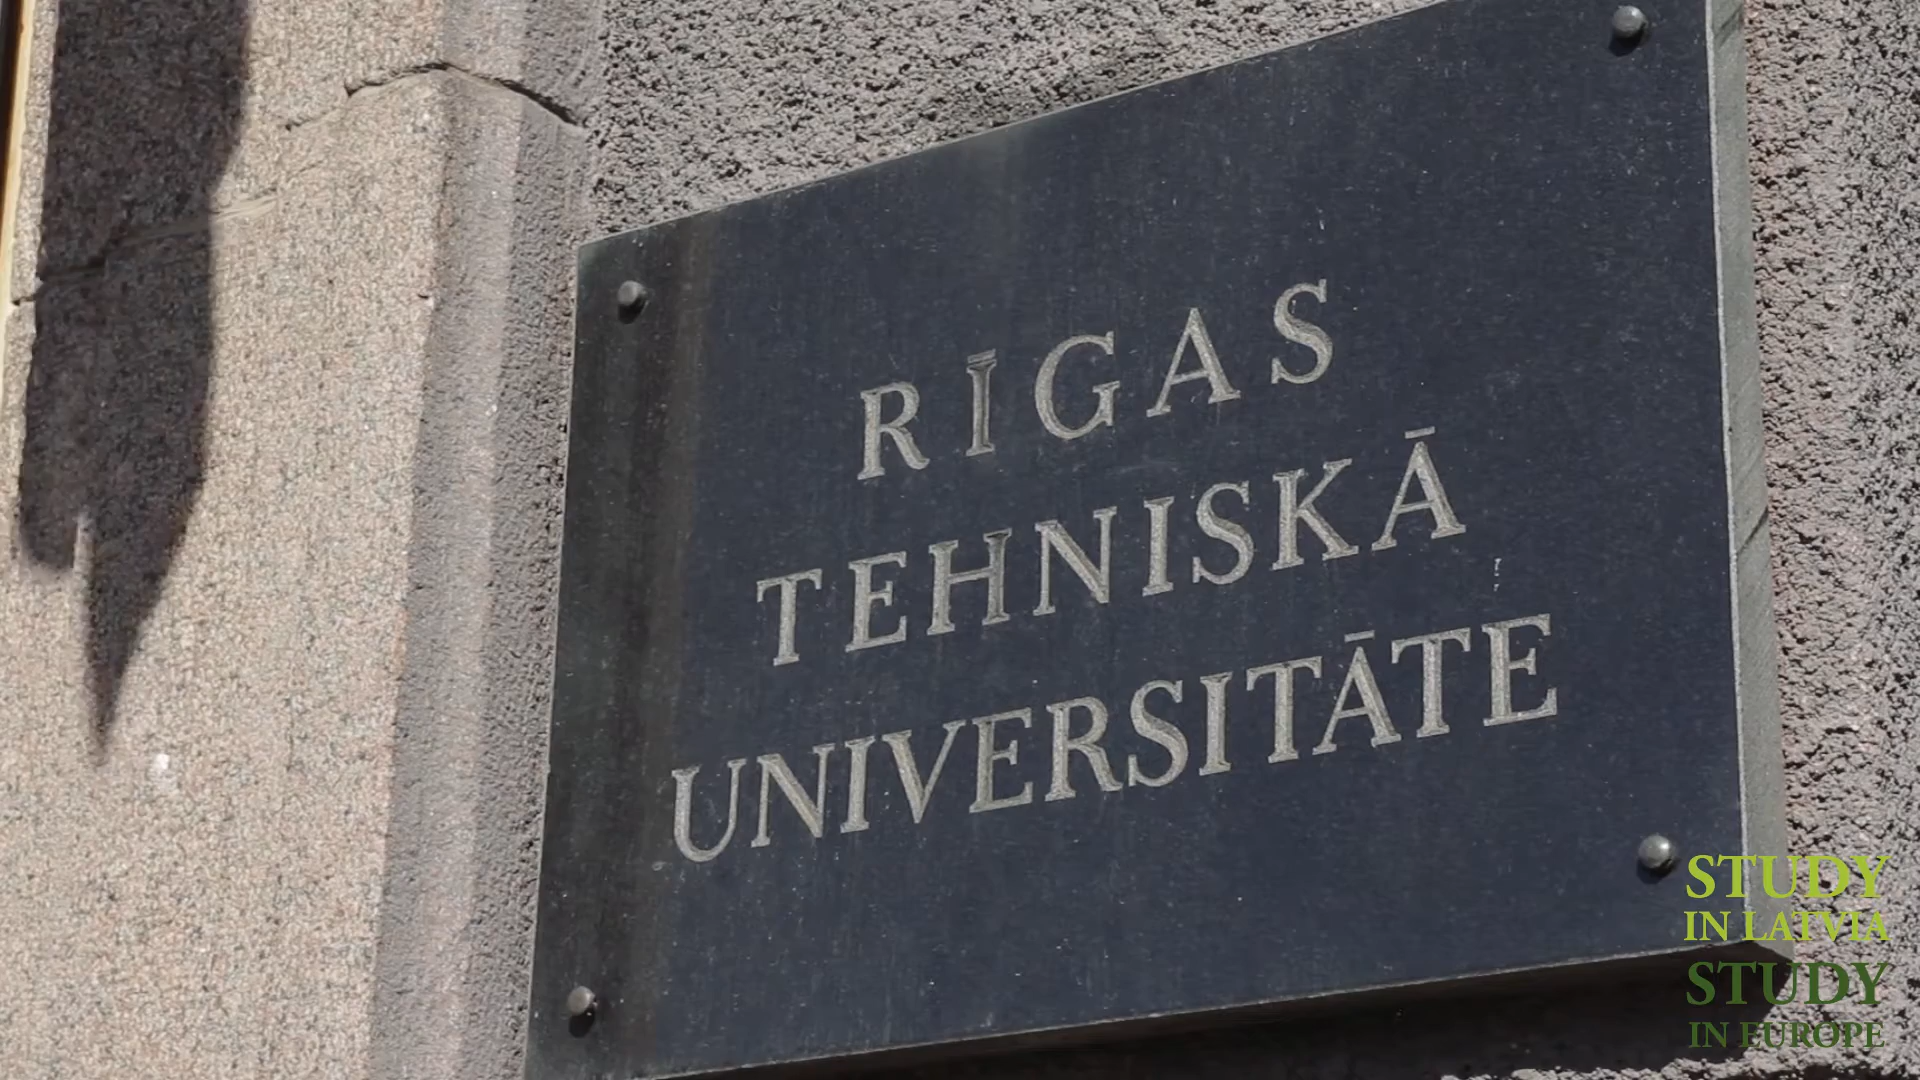 RĪGAS
TEHNISKĀ
UNIVERSITĀTE
STUDY
IN LATVIA
STUDY
IN EUROPE